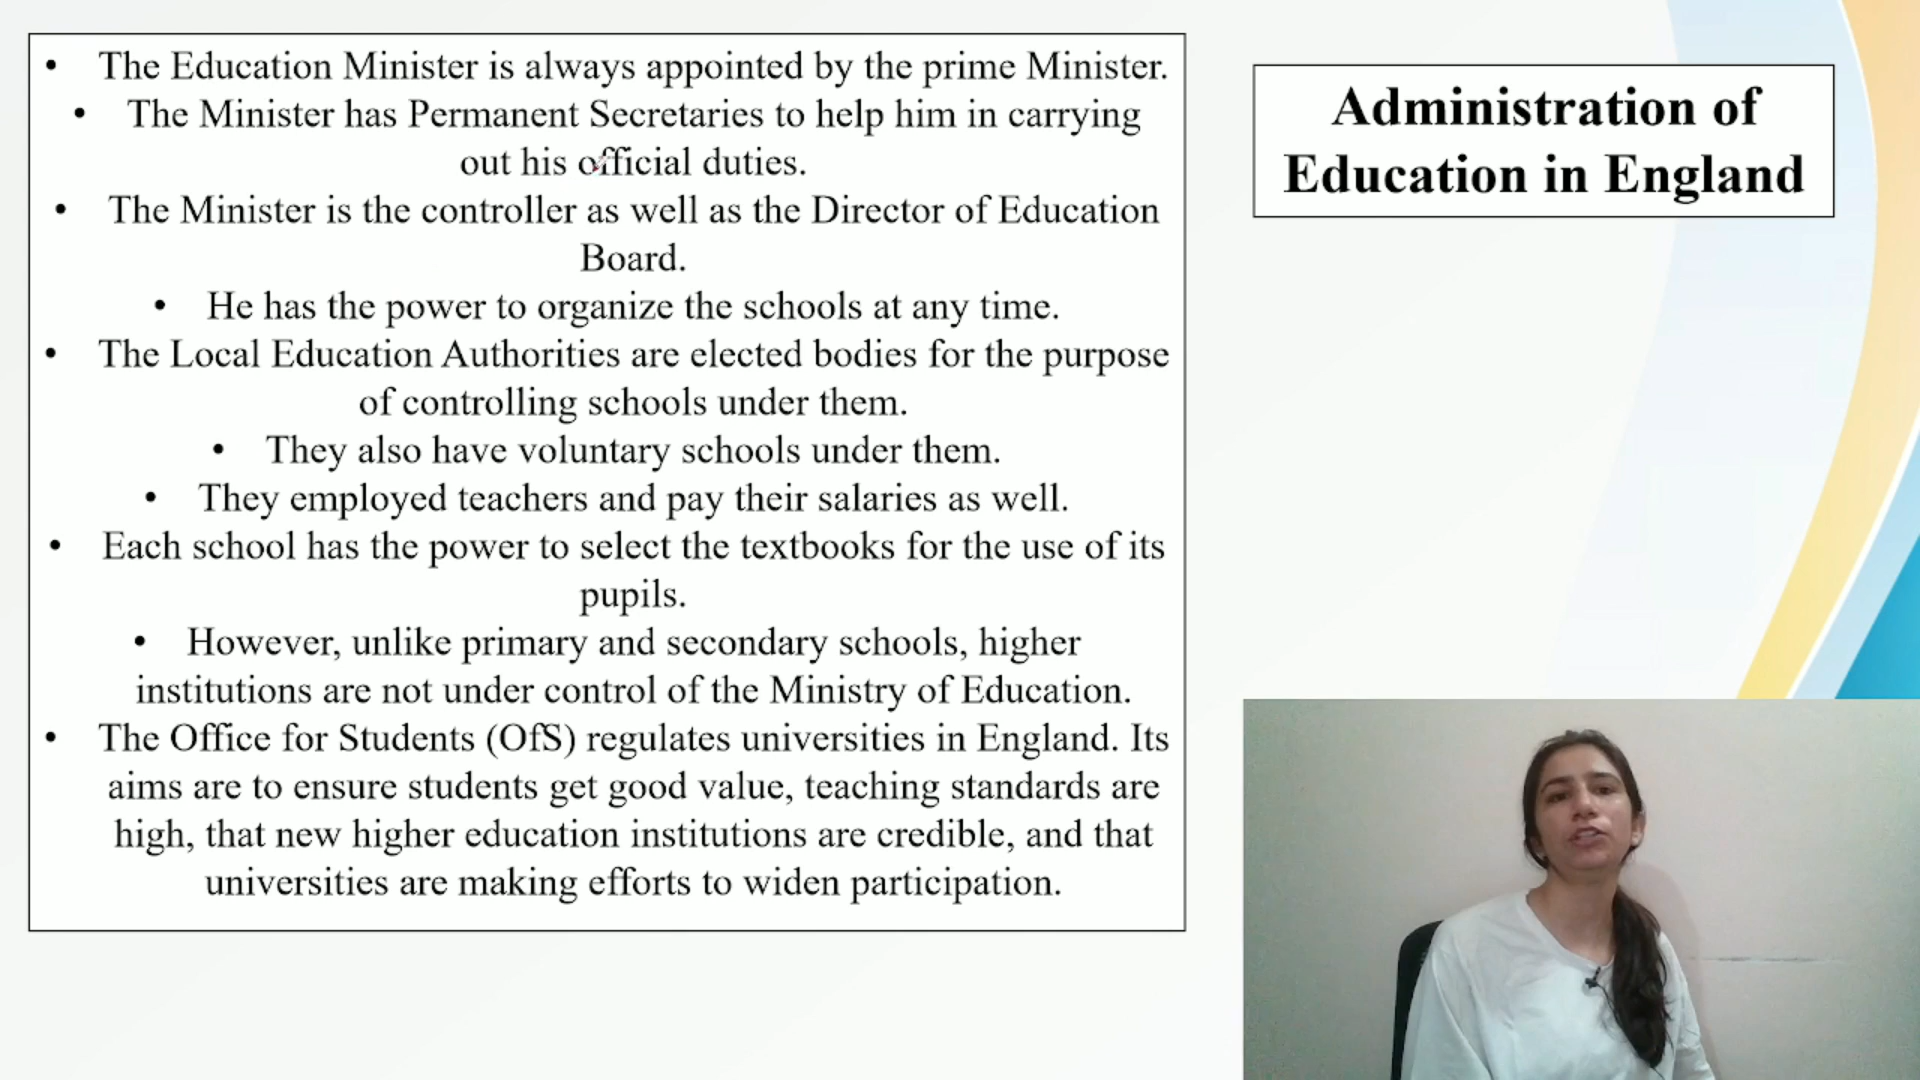 • The Education Minister is always appointed by the prime Minister.
• The Minister has Permanent Secretaries to help him in carrying
out his official duties.
• The Minister is the controller as well as the Director of Education
Board.
• He has the power to organize the schools at any time.
• The Local Education Authorities are elected bodies for the purpose
of controlling schools under them.
• They also have voluntary schools under them.
• They employed teachers and pay their salaries as well.
• Each school has the power to select the textbooks for the use of its
pupils.
• However, unlike primary and secondary schools, higher
institutions are not under control of the Ministry of Education.
• The Office for Students (OfS) regulates universities in England. Its
aims are to ensure students get good value, teaching standards are
high, that new higher education institutions are credible, and that
universities are making efforts to widen participation.
Administration of
Education in England